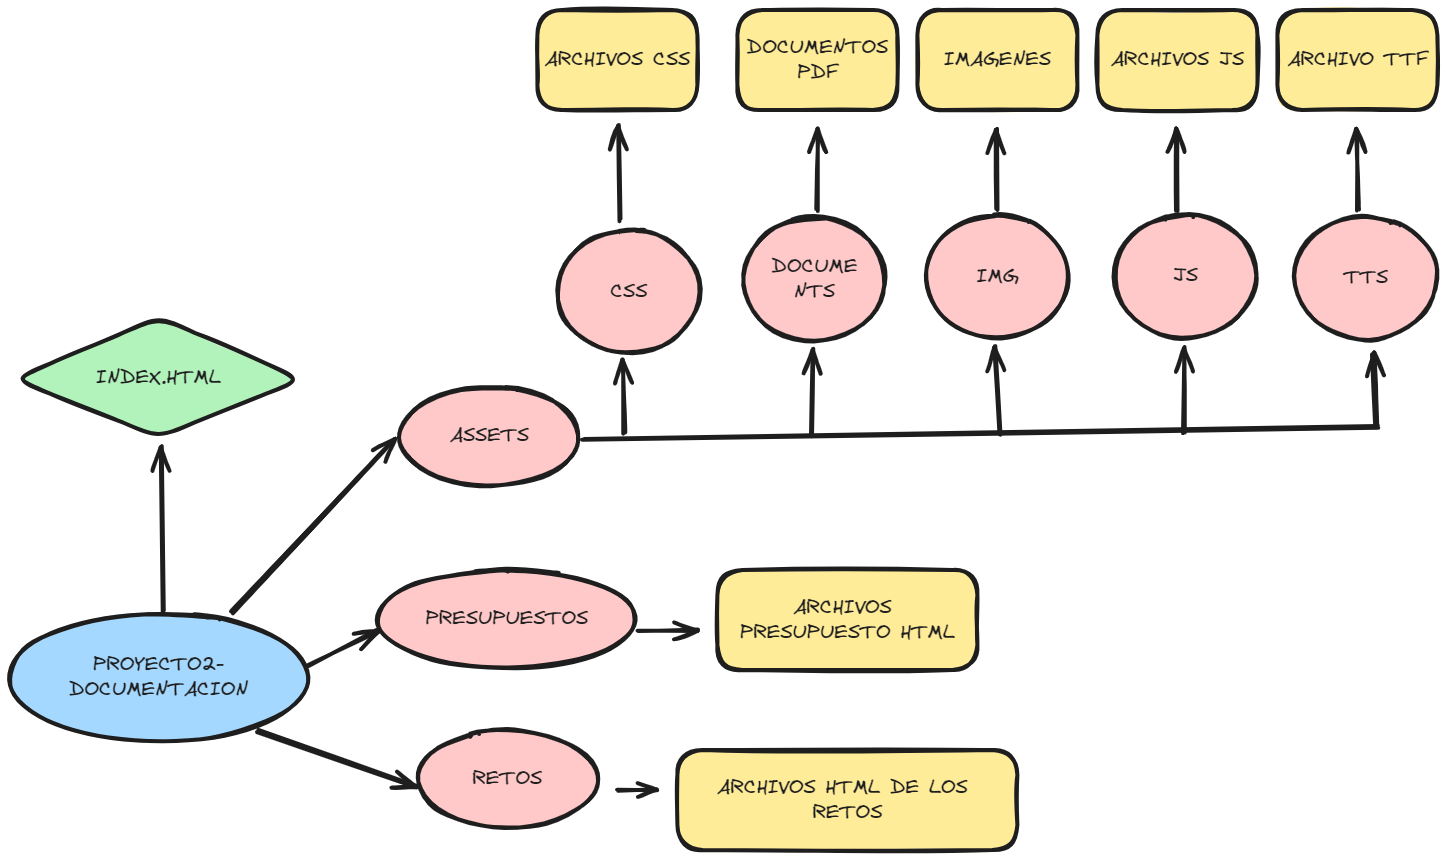 ARCHIVOS CSS
DOCUMENTOS
PDF
IMAGENES
ARCHIVOS JS
ARCHIVO TTF
CSS
DOCUME
NTS
IMG
JS
TTS
INDEX.HTML
ASSETS
PRESUPUESTOS
ARCHIVOS
PRESUPUESTO HTML
PROYECTO2-
DOCUMENTACION
RETOS
ARCHIVOS HTML DE LOS
RETOS